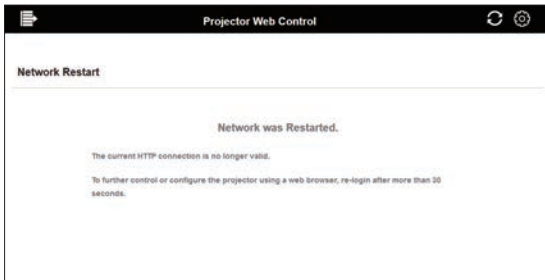 Projector Web Control
Network Restart
Network was Restarted.
The current HTTP connection is no longer valid.
To further control or configure the projector using a web browser, re-login after more than 30
seconds.